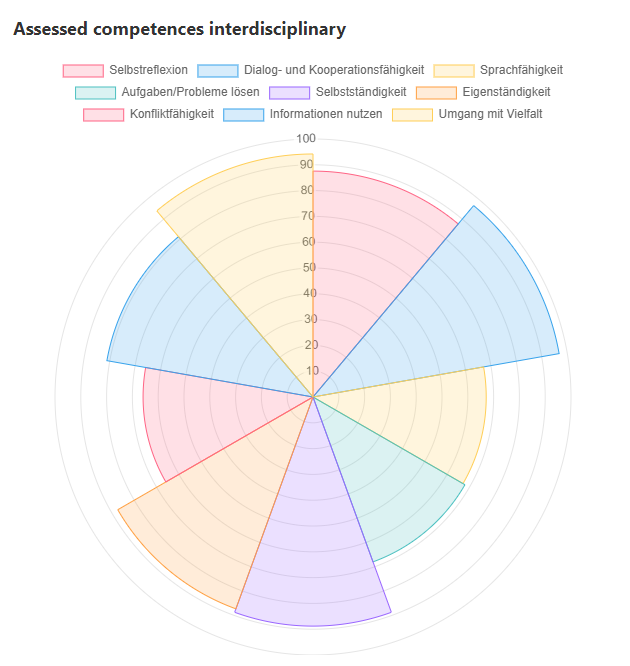 Assessed competences interdisciplinary
Selbstreflexion Dialog- und Kooperationsfähigkeit Sprachfähigkeit
Aufgaben/Probleme lösen Selbstständigkeit Eigenständigkeit
Konfliktfähigkeit Informationen nutzen Umgang mit Vielfalt
100
90
80
70
60
50
40
30
20
10